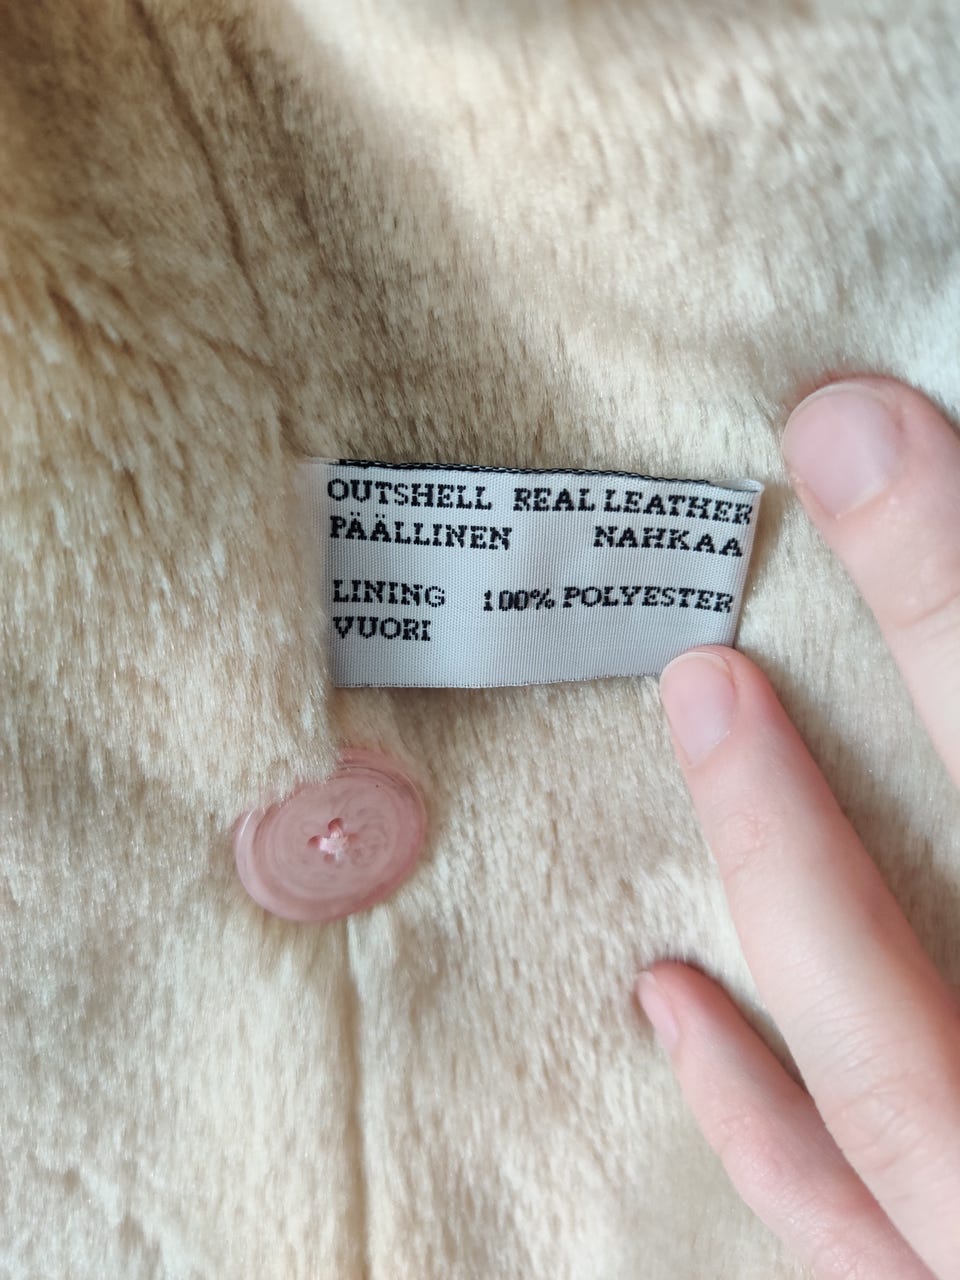 OUTSHELL REAL LEATHER
PÄÄLLINEN NAHKAA
LINING 100% POLYESTER
VUORI